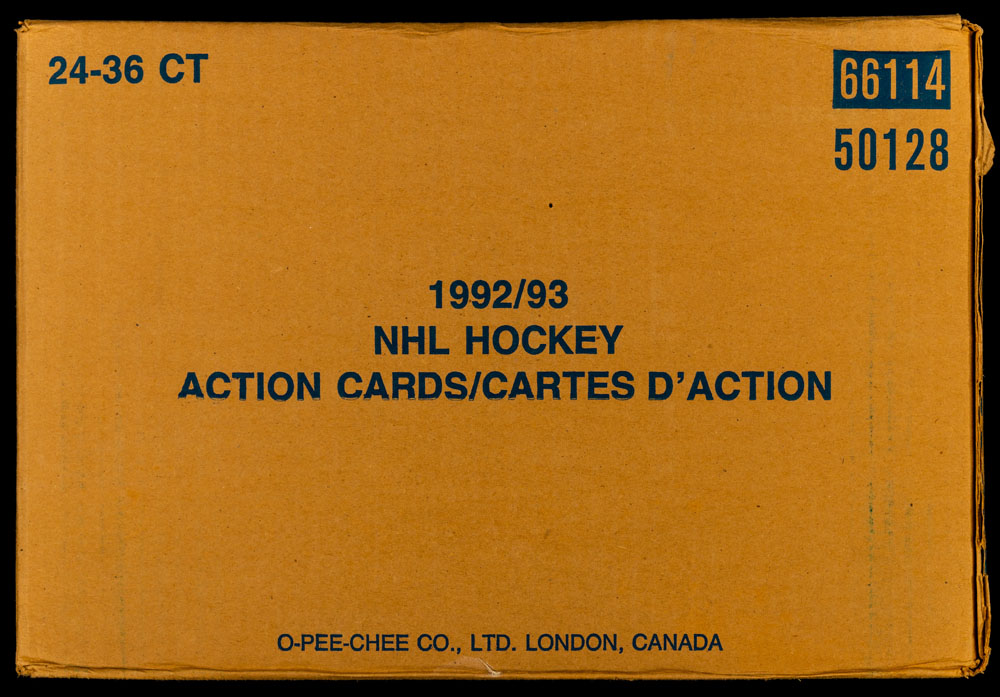 24-36 CT
66114
50128
1992/93
NHL HOCKEY
ACTION CARDS/CARTES D'ACTION
O-PEE-CHEE CO., LTD. LONDON, CANADA